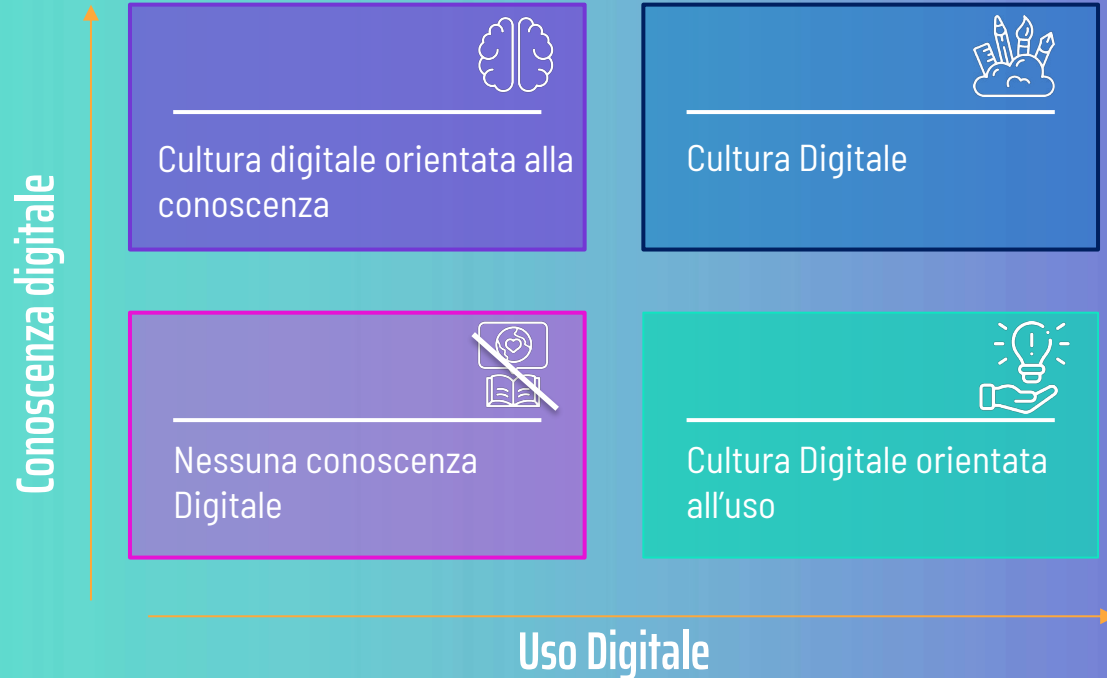 Conoscenza digitale
Cultura digitale orientata alla
conoscenza
Cultura Digitale
Nessuna conoscenza
Digitale
Cultura Digitale orientata
all'uso
Uso Digitale